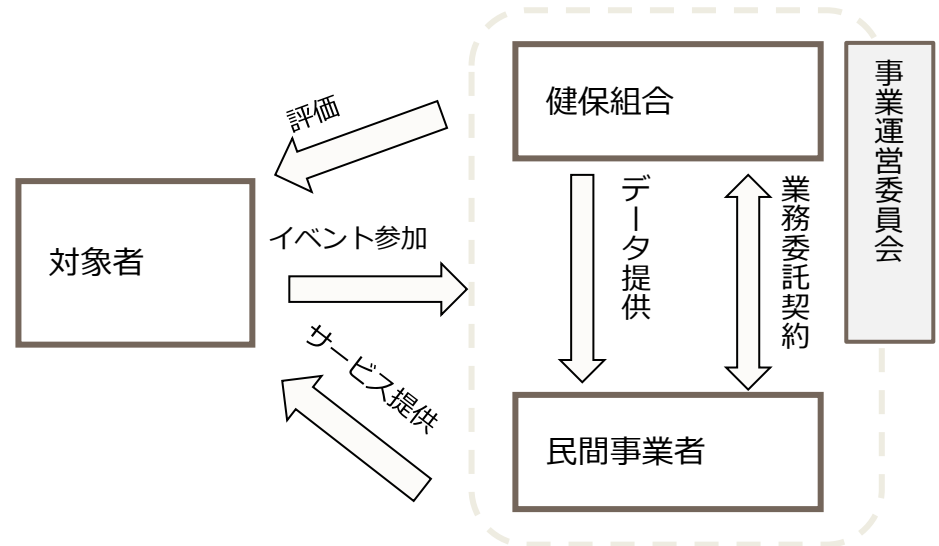 健保組合
事業運営委員会
評価
データ提供
業務委託契約
対象者
イベント参加
サービス提供
民間事業者